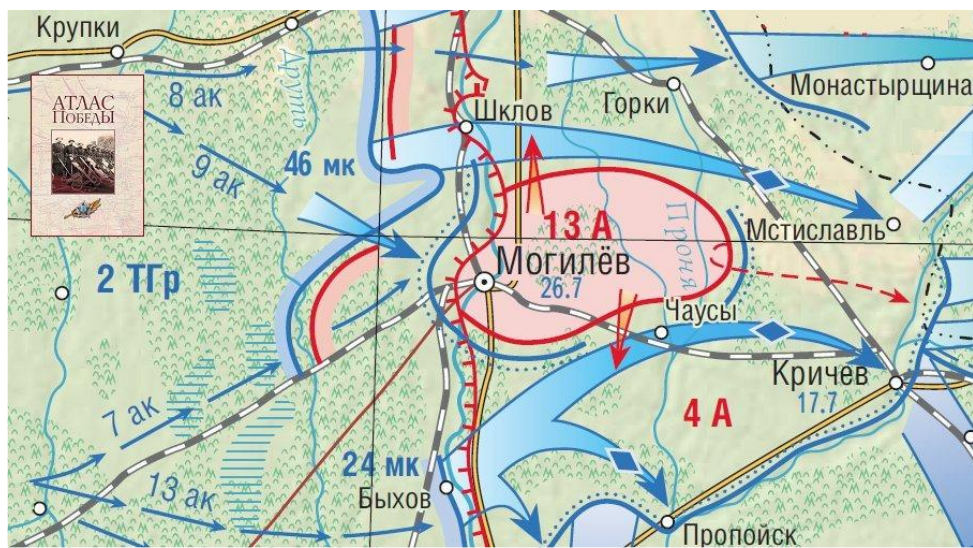 Крупки
АТЛАС
ПОБЕДЫ
8 ак
Друть
Шклов
Горки
Монастырщина
9 ак
46 мк
13 А
Проня
Мстиславль
2 ТГр
Могилёв
26.7
Чаусы
Кричев
17.7
7 ак
4 А
24 мк
13 ак
Быхов
Пропойск